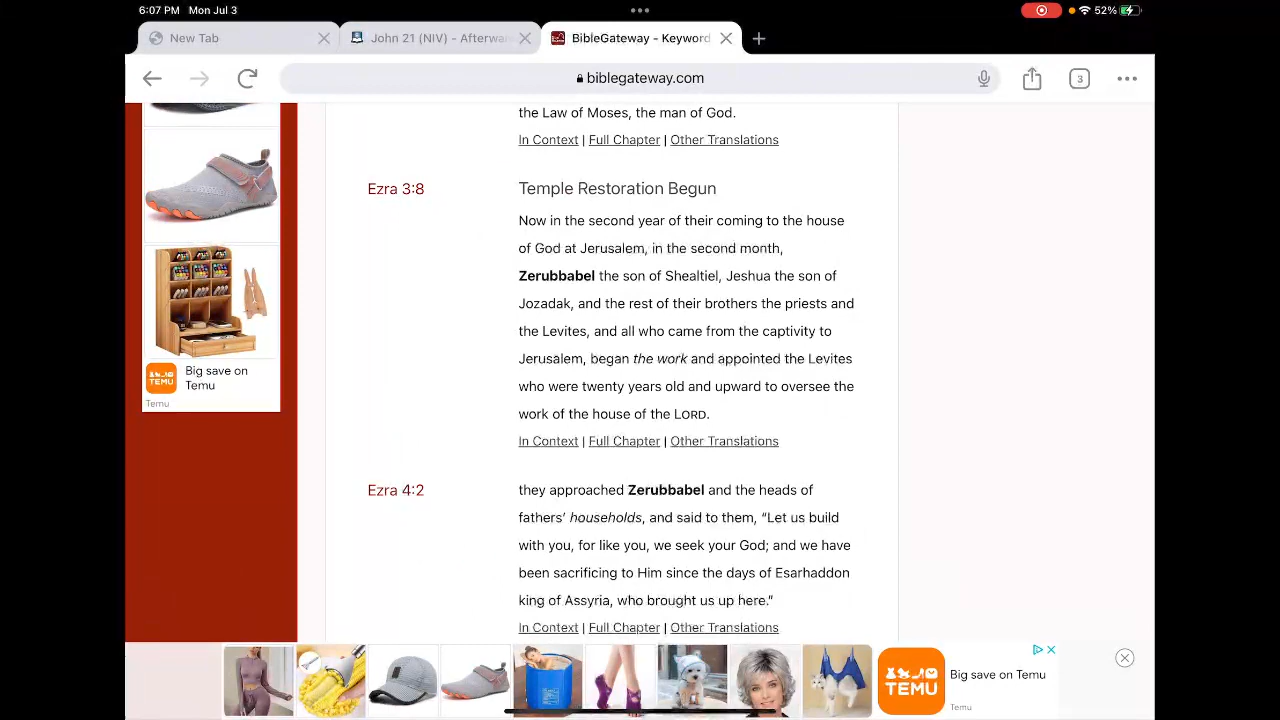 6:07 PM Mon Jul 3
52%
New Tab
John 21 (NIV) - Afterwar
BibleGateway - Keyword
biblegateway.com
3
the Law of Moses, the man of God.
In Context | Full Chapter | Other Translations
Ezra 3:8
Temple Restoration Begun
Now in the second year of their coming to the house
of God at Jerusalem, in the second month,
Zerubbabel the son of Shealtiel, Jeshua the son of
Jozadak, and the rest of their brothers the priests and
the Levites, and all who came from the captivity to
Jerusalem, began the work and appointed the Levites
who were twenty years old and upward to oversee the
work of the house of the LORD.
In Context | Full Chapter | Other Translations
Ezra 4:2
they approached Zerubbabel and the heads of
fathers’ households, and said to them, “Let us build
with you, for like you, we seek your God; and we have
been sacrificing to Him since the days of Esarhaddon
king of Assyria, who brought us up here.”
In Context | Full Chapter | Other Translations
TEMU
Big save on
Temu
Temu
TEMU
Big save on Temu
Temu